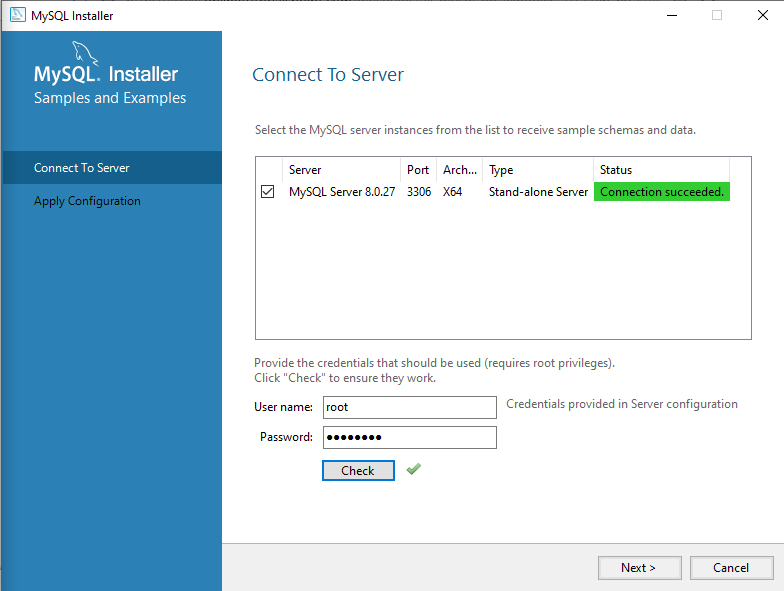 MySQL Installer
MySQL. Installer
Samples and Examples
Connect To Server
Apply Configuration
Connect To Server
Select the MySQL server instances from the list to receive sample schemas and data.
Server Port Arch... Type Status
MySQL Server 8.0.27 3306 X64 Stand-alone Server Connection succeeded.
Provide the credentials that should be used (requires root privileges).
Click "Check" to ensure they work.
User name: root Credentials provided in Server configuration
Password: ●●●●●●●●
Check
Next > Cancel